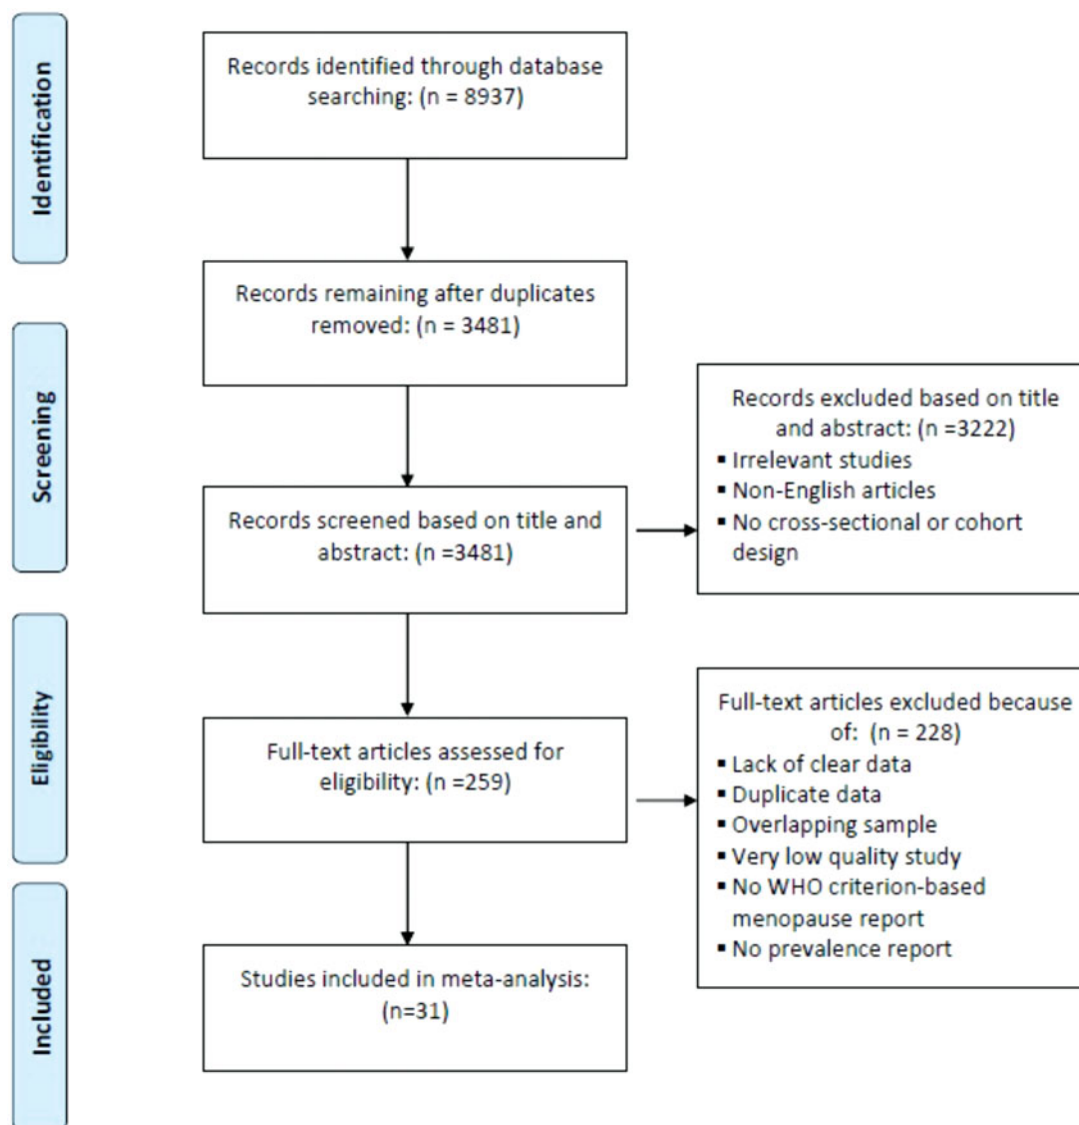 Identification
Records identified through database
searching: (n = 8937)
Records remaining after duplicates
removed: (n = 3481)
Screening
Records screened based on title and
abstract: (n =3481)
Records excluded based on title
and abstract: (n =3222)
▪ Irrelevant studies
▪ Non-English articles
▪ No cross-sectional or cohort
design
Eligibility
Full-text articles assessed for
eligibility: (n =259)
Full-text articles excluded because
of: (n = 228)
▪ Lack of clear data
▪ Duplicate data
▪ Overlapping sample
▪ Very low quality study
▪ No WHO criterion-based
menopause report
▪ No prevalence report
Included
Studies included in meta-analysis:
(n=31)